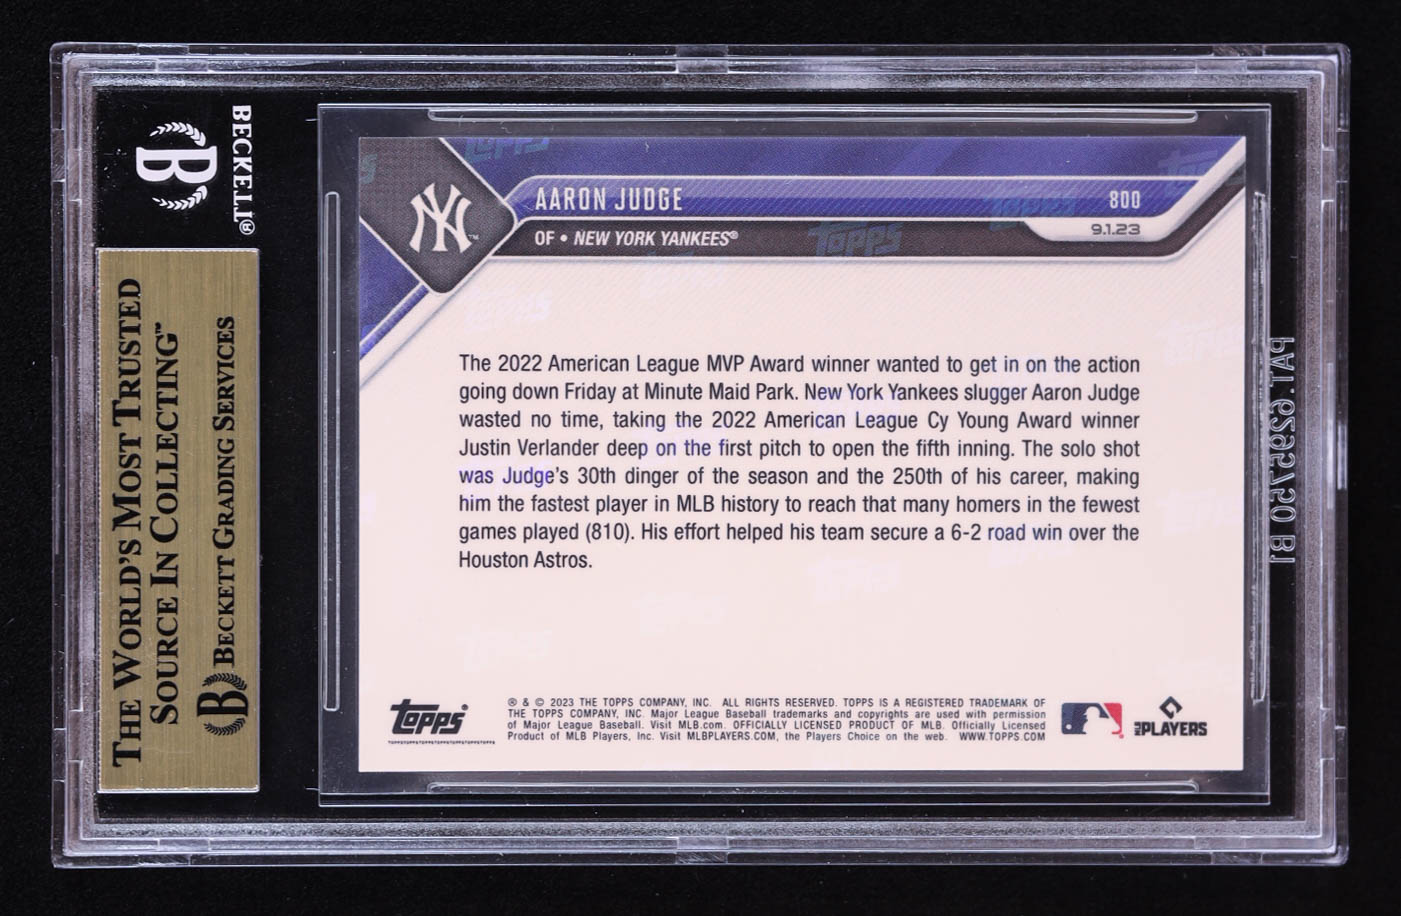 BECKETT®
B
THE WORLD'S MOST TRUSTED
SOURCE IN COLLECTING™
B BECKETT GRADING SERVICES
NY™
AARON JUDGE
800
OF • NEW YORK YANKEES®
9.1.23
The 2022 American League MVP Award winner wanted to get in on the action
going down Friday at Minute Maid Park. New York Yankees slugger Aaron Judge
wasted no time, taking the 2022 American League Cy Young Award winner
Justin Verlander deep on the first pitch to open the fifth inning. The solo shot
was Judge's 30th dinger of the season and the 250th of his career, making
him the fastest player in MLB history to reach that many homers in the fewest
games played (810). His effort helped his team secure a 6-2 road win over the
Houston Astros.
topps
® & © 2023 THE TOPPS COMPANY, INC. ALL RIGHTS RESERVED. TOPPS IS A REGISTERED TRADEMARK OF
THE TOPPS COMPANY, INC. Major League Baseball trademarks and copyrights are used with permission
of Major League Baseball. Visit MLB.com. OFFICIALLY LICENSED PRODUCT OF MLB Officially Licensed
Product of MLB Players, Inc. Visit MLBPLAYERS.COM, the Players Choice on the web. WWW.TOPPS.COM
MLB PLAYERS
PAT. 6295750 B1